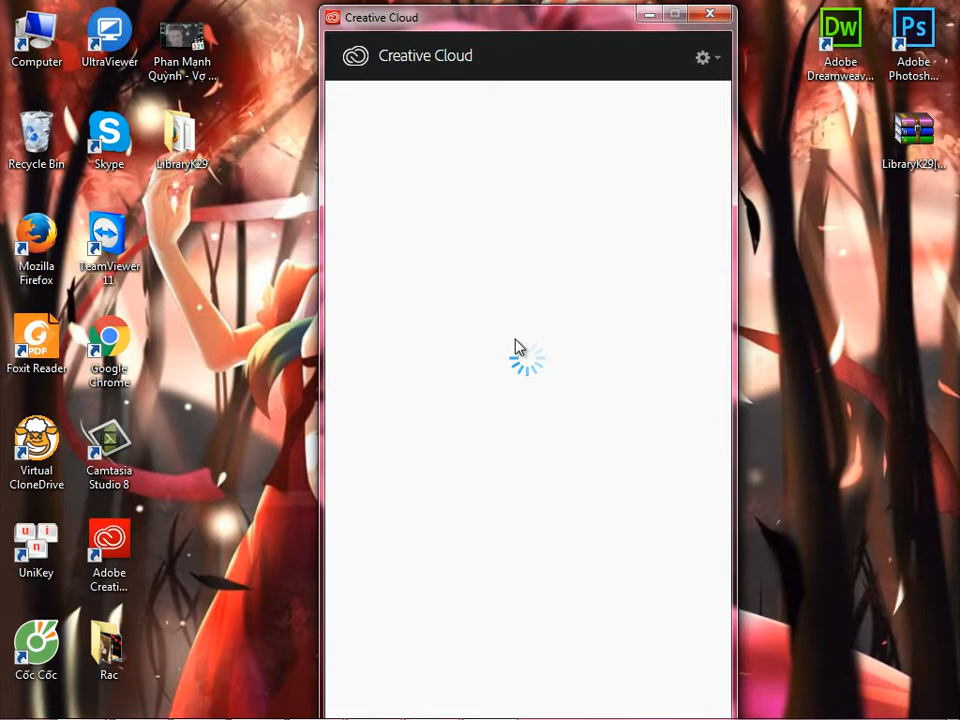 Creative Cloud
Creative Cloud
Computer
UltraViewer
Phan Mạnh
Quỳnh - Vợ ...
Dw
Adobe
Dreamweav...
Ps
Adobe
Photosh...
Recycle Bin
Skype
LibraryK29
LibraryK29[...
Mozilla
Firefox
TeamViewer
11
PDF
Foxit Reader
Google
Chrome
Virtual
CloneDrive
Camtasia
Studio 8
u i
n
UniKey
Adobe
Creati...
Cốc Cốc
Rac